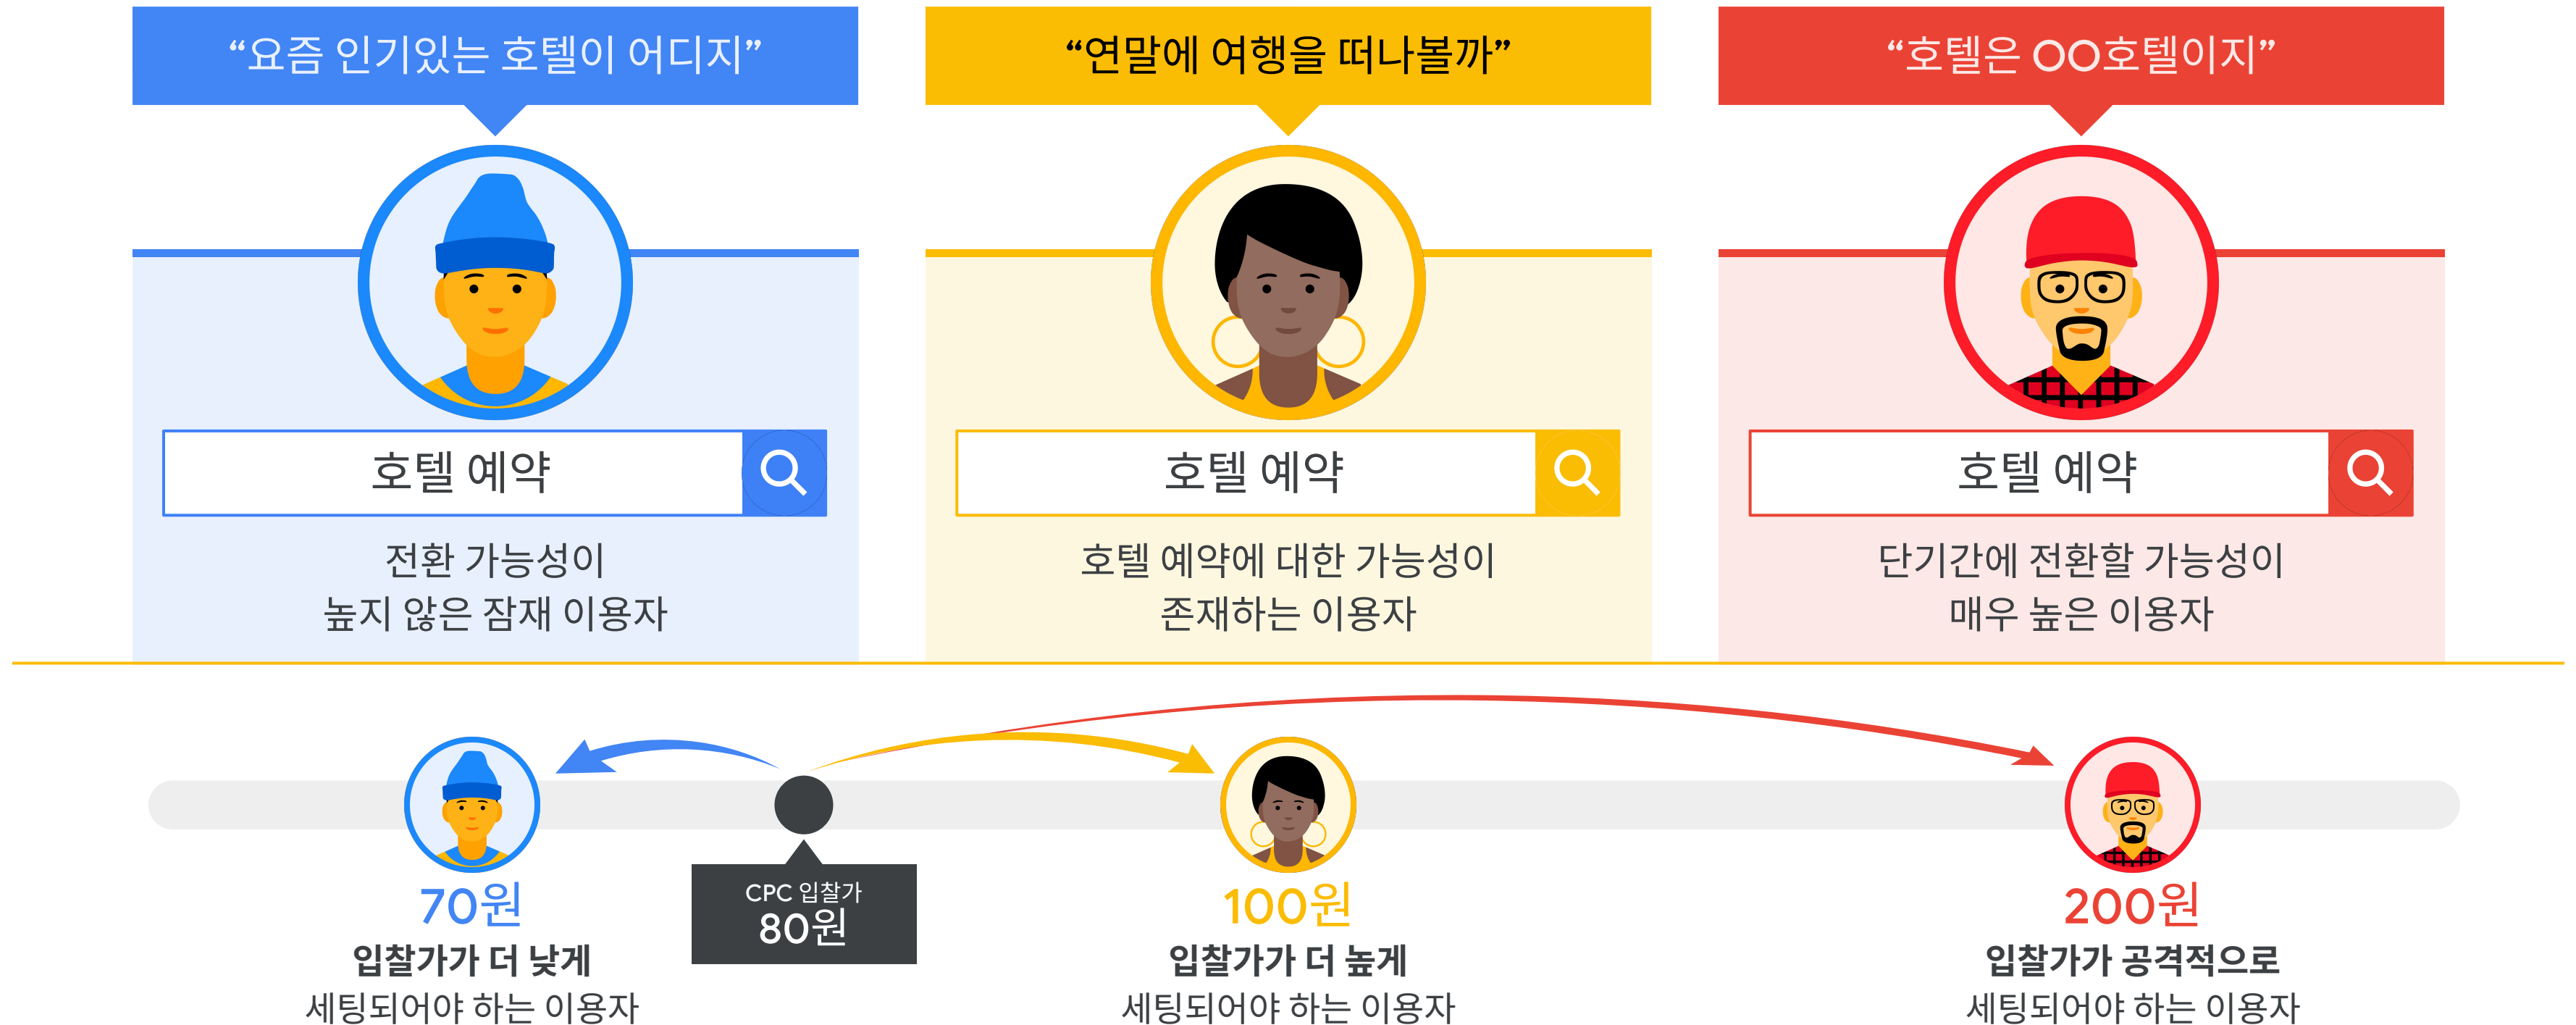 “요즘 인기있는 호텔이 어디지”
호텔 예약
전환 가능성이
높지 않은 잠재 이용자
“연말에 여행을 떠나볼까”
호텔 예약
호텔 예약에 대한 가능성이
존재하는 이용자
“호텔은 OO호텔이지”
호텔 예약
단기간에 전환할 가능성이
매우 높은 이용자
70원
입찰가가 더 낮게
세팅되어야 하는 이용자
CPC 입찰가
80원
100원
입찰가가 더 높게
세팅되어야 하는 이용자
200원
입찰가가 공격적으로
세팅되어야 하는 이용자